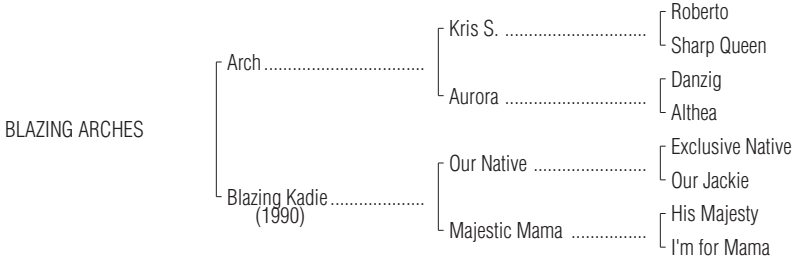 Roberto
Kris S. ..............................
Sharp Queen
Arch ..................................
Danzig
Aurora ..............................
Althea
BLAZING ARCHES
Exclusive Native
Our Native ........................
Our Jackie
Blazing Kadie ....................
(1990)
His Majesty
Majestic Mama ................
I'm for Mama